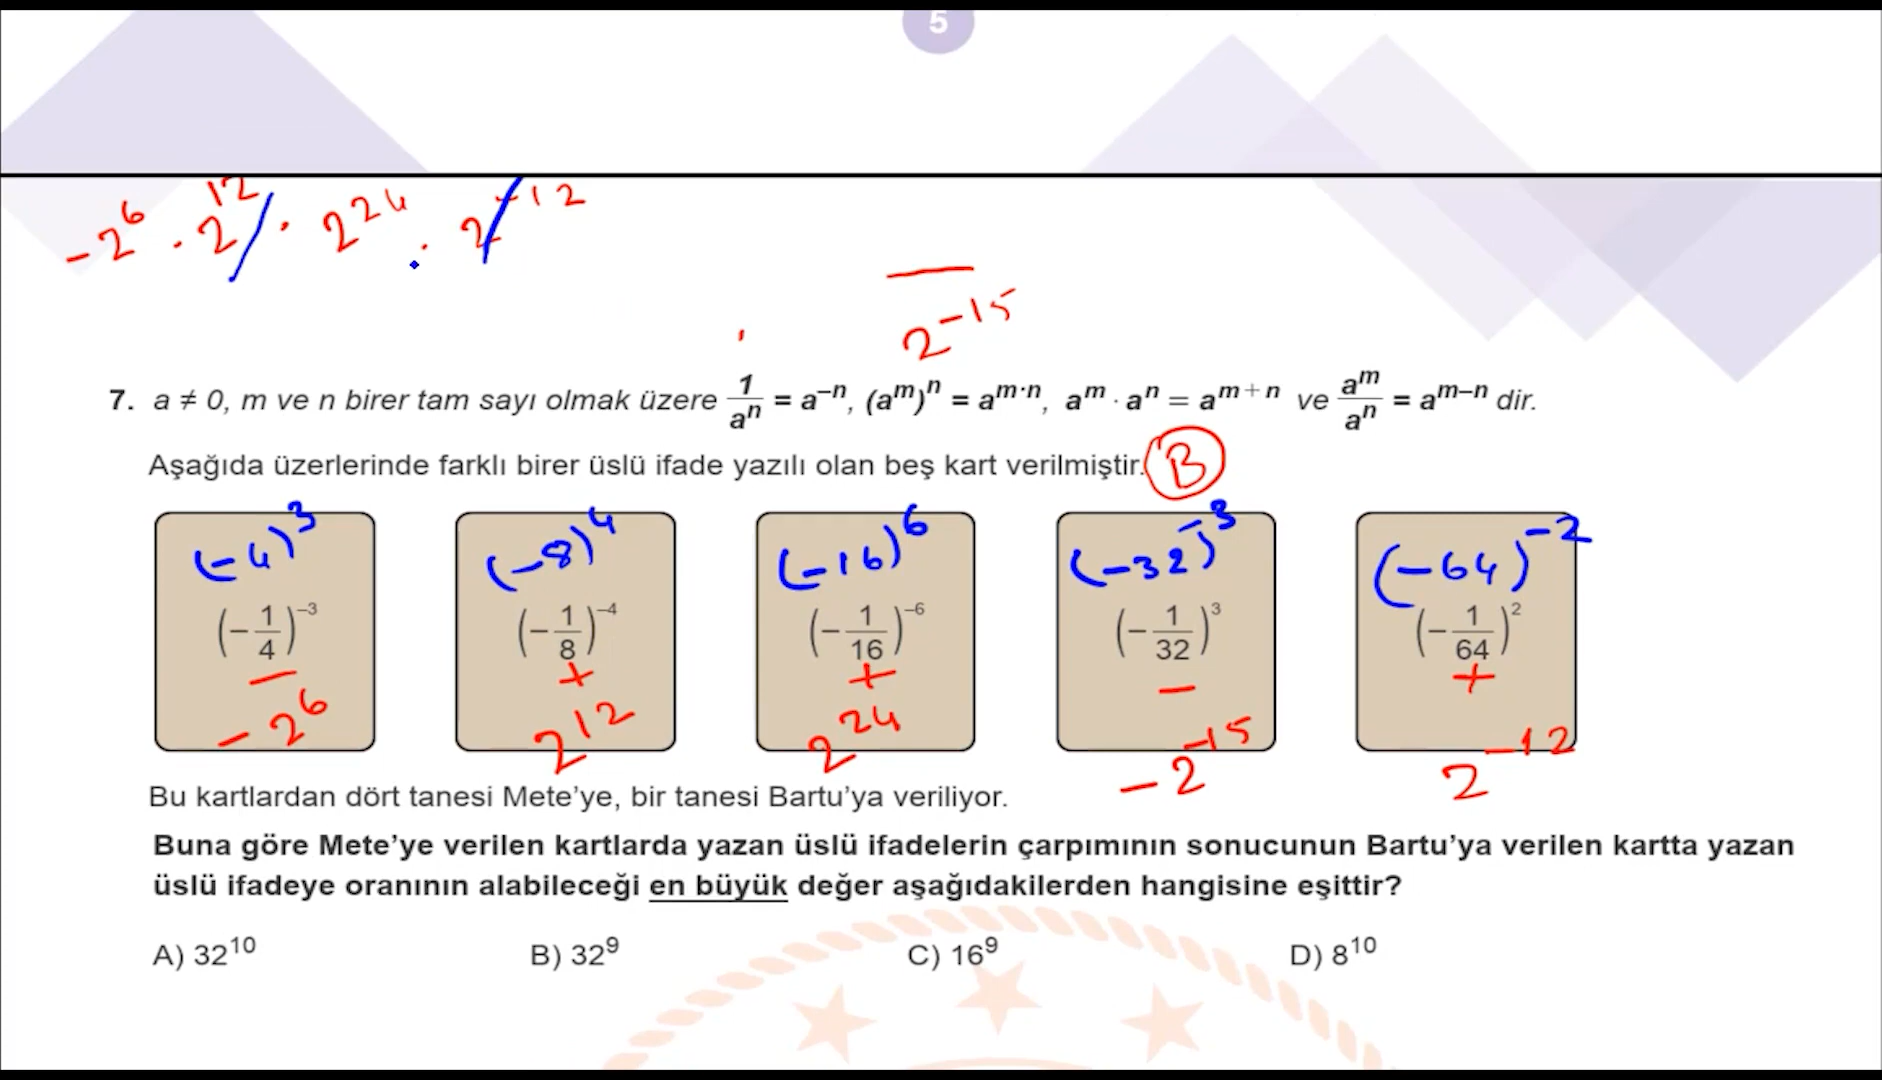 5
-2⁶ · 2¹² · 2²⁴ · 2⁻¹²
2⁻¹⁵
7. a ≠ 0, m ve n birer tam sayı olmak üzere 1/aⁿ = a⁻ⁿ, (aᵐ)ⁿ = aᵐ·ⁿ, aᵐ · aⁿ = aᵐ⁺ⁿ ve aᵐ/aⁿ = aᵐ⁻ⁿ dir.
Aşağıda üzerlerinde farklı birer üslü ifade yazılı olan beş kart verilmiştir. B
(-4)³ (-8)⁴ (-16)⁶ (-32)⁻³ (-64)⁻²
(-1/4)⁻³ (-1/8)⁻⁴ (-1/16)⁻⁶ (-1/32)³ (-1/64)²
- + + - +
-2⁶ 2¹² 2²⁴ -2⁻¹⁵ 2⁻¹²
Bu kartlardan dört tanesi Mete'ye, bir tanesi Bartu'ya veriliyor.
Buna göre Mete'ye verilen kartlarda yazan üslü ifadelerin çarpımının sonucunun Bartu'ya verilen kartta yazan
üslü ifadeye oranının alabileceği en büyük değer aşağıdakilerden hangisine eşittir?
A) 32¹⁰ B) 32⁹ C) 16⁹ D) 8¹⁰